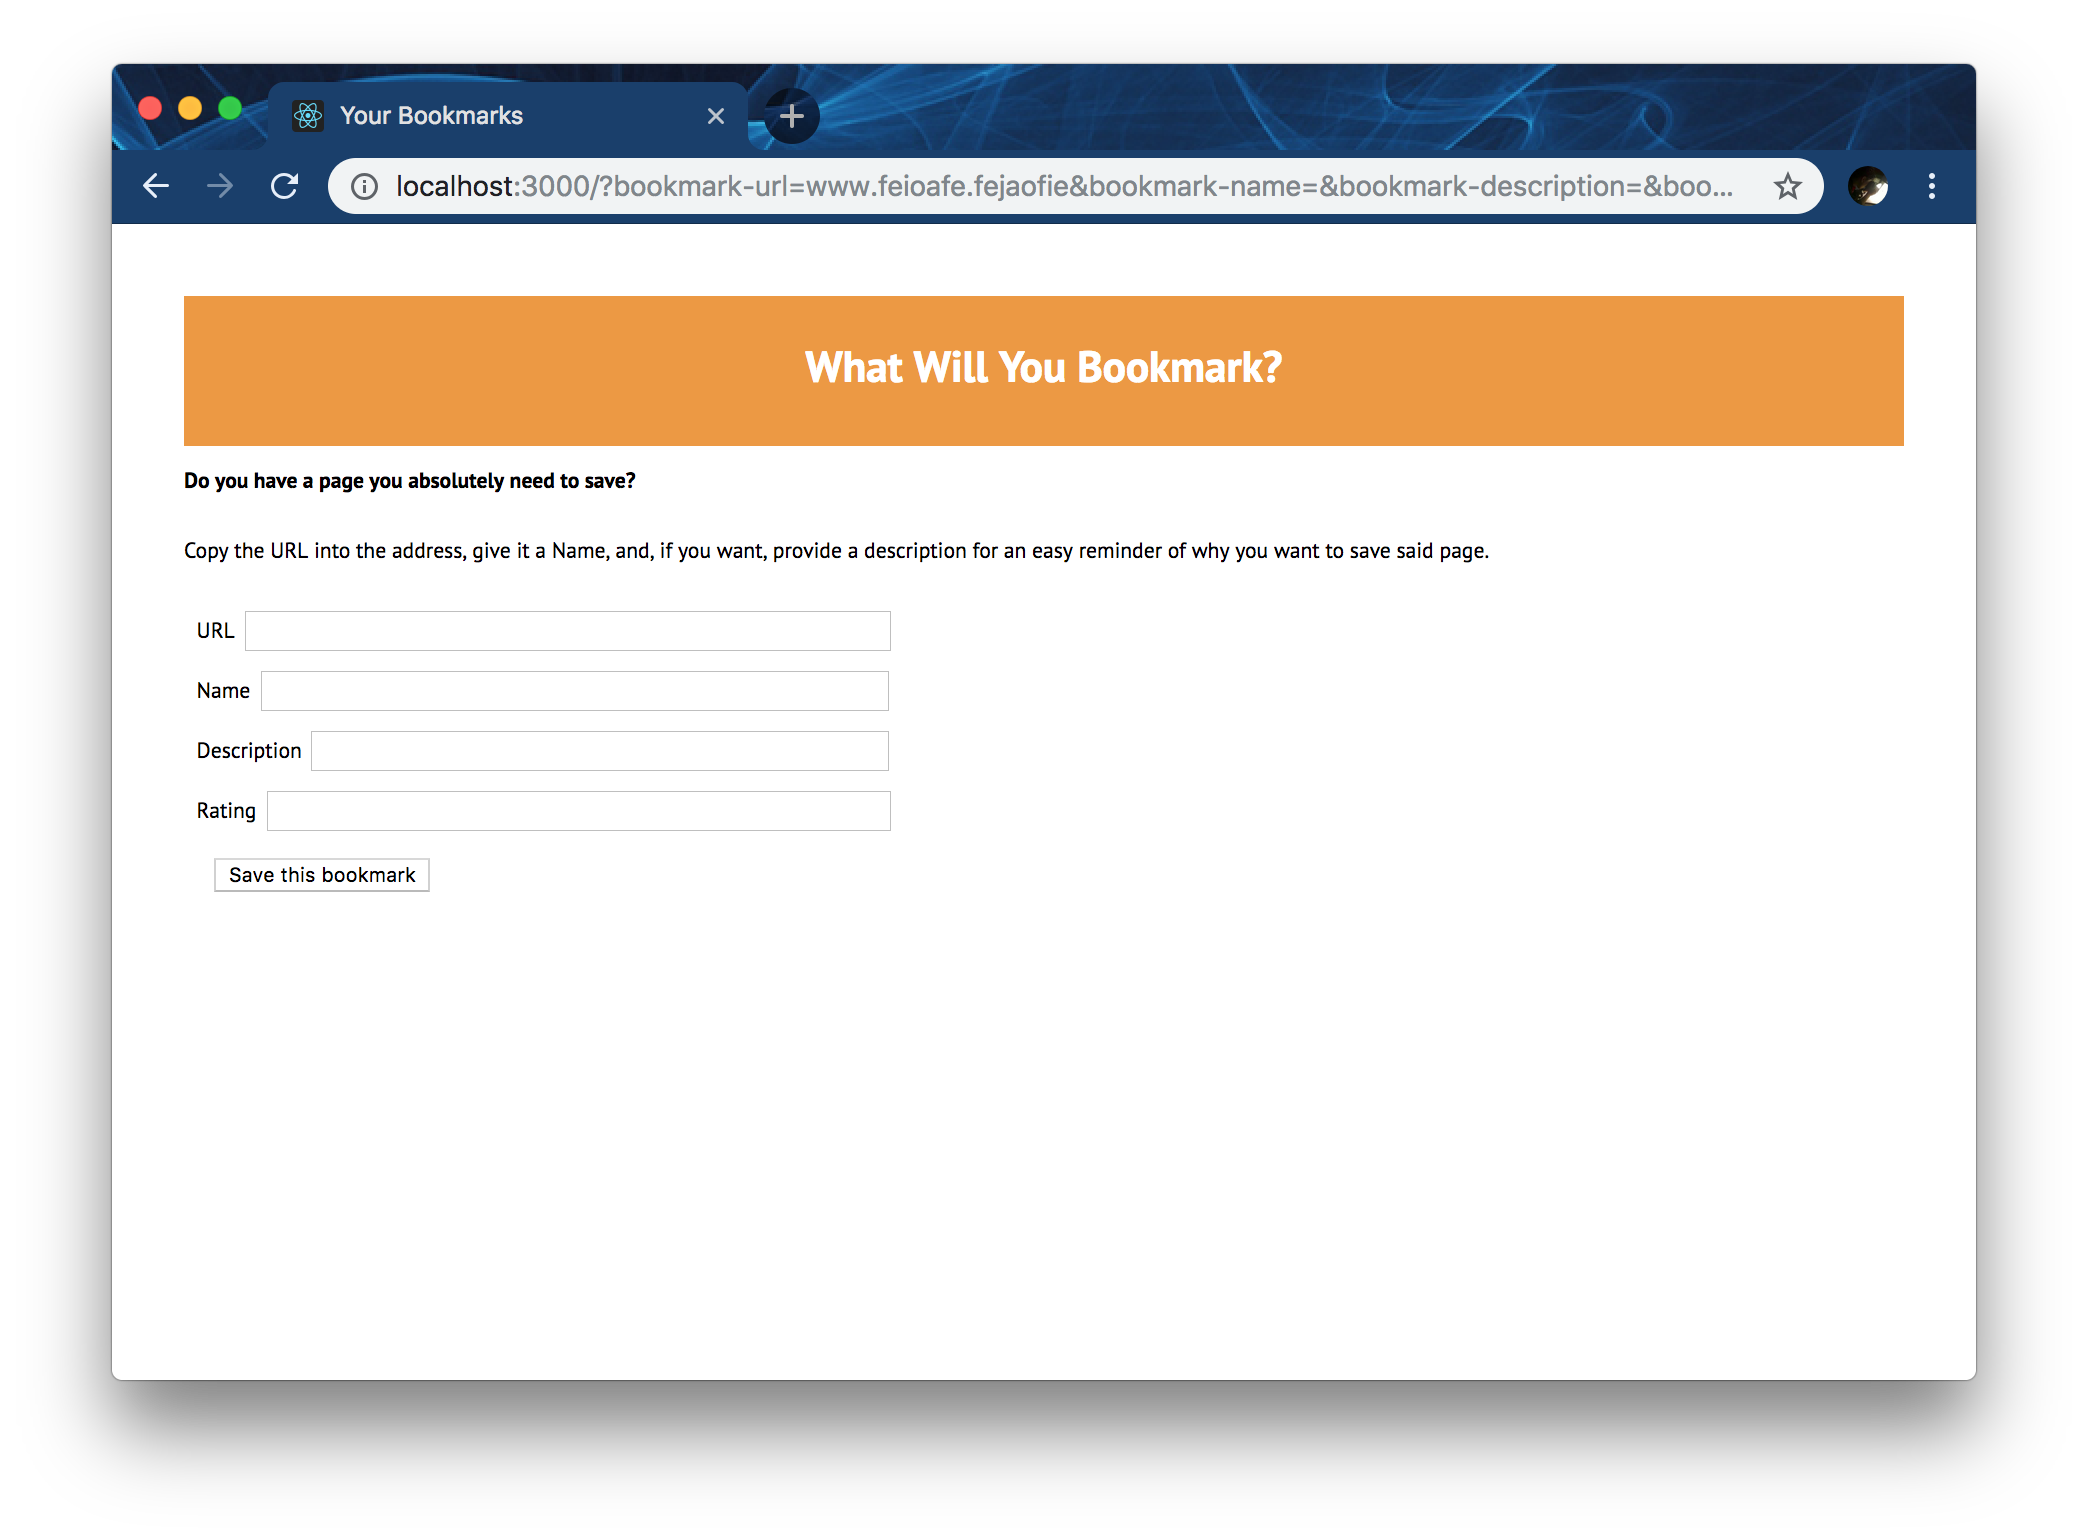 Your Bookmarks
localhost:3000/?bookmark-url=www.feioafe.fejaofie&bookmark-name=&bookmark-description=&boo...
What Will You Bookmark?
Do you have a page you absolutely need to save?
Copy the URL into the address, give it a Name, and, if you want, provide a description for an easy reminder of why you want to save said page.
URL
Name
Description
Rating
Save this bookmark